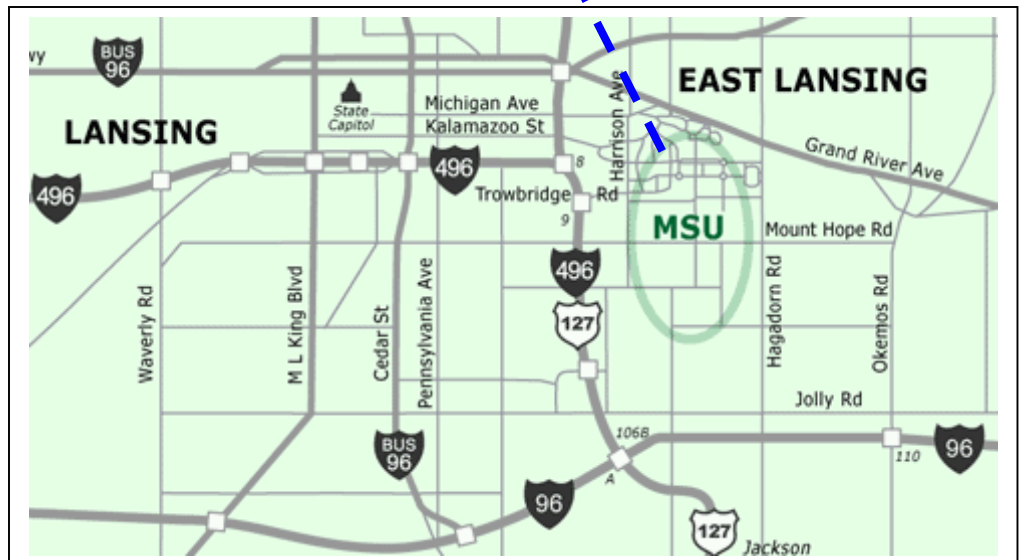 wy
BUS
96
EAST LANSING
State
Capitol
Michigan Ave
Kalamazoo St
Harrison Ave
LANSING
Grand River Ave
496
496
8
Trowbridge Rd
9
MSU
Mount Hope Rd
496
127
Waverly Rd
M L King Blvd
Cedar St
Pennsylvania Ave
Hagadorn Rd
Okemos Rd
Jolly Rd
BUS
96
106B
A
110
96
96
127
Jackson